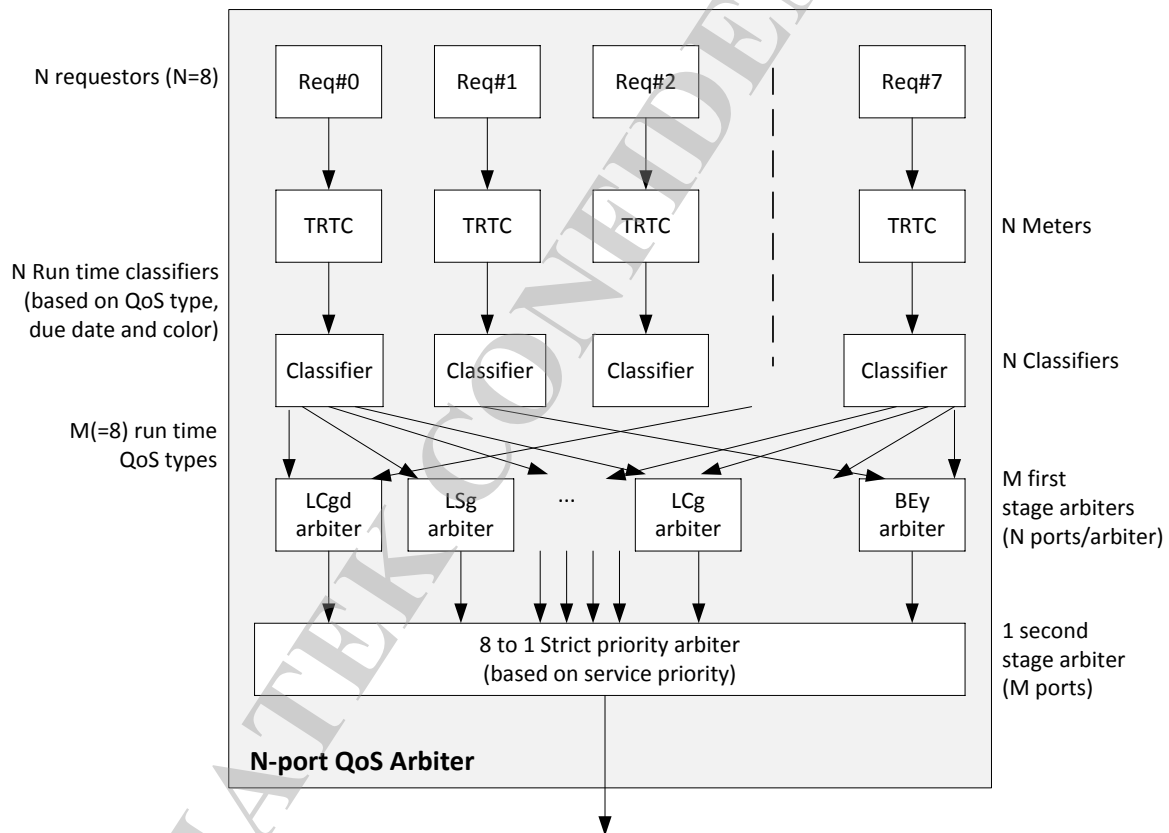 N requestors (N=8)
Req#0
Req#1
Req#2
Req#7
TRTC
TRTC
TRTC
TRTC
N Meters
N Run time classifiers
(based on QoS type,
due date and color)
Classifier
Classifier
Classifier
Classifier
N Classifiers
M(=8) run time
QoS types
LCgd
arbiter
LSg
arbiter
...
LCg
arbiter
BEy
arbiter
M first
stage arbiters
(N ports/arbiter)
8 to 1 Strict priority arbiter
(based on service priority)
1 second
stage arbiter
(M ports)
N-port QoS Arbiter
IATEK CONFIDEN